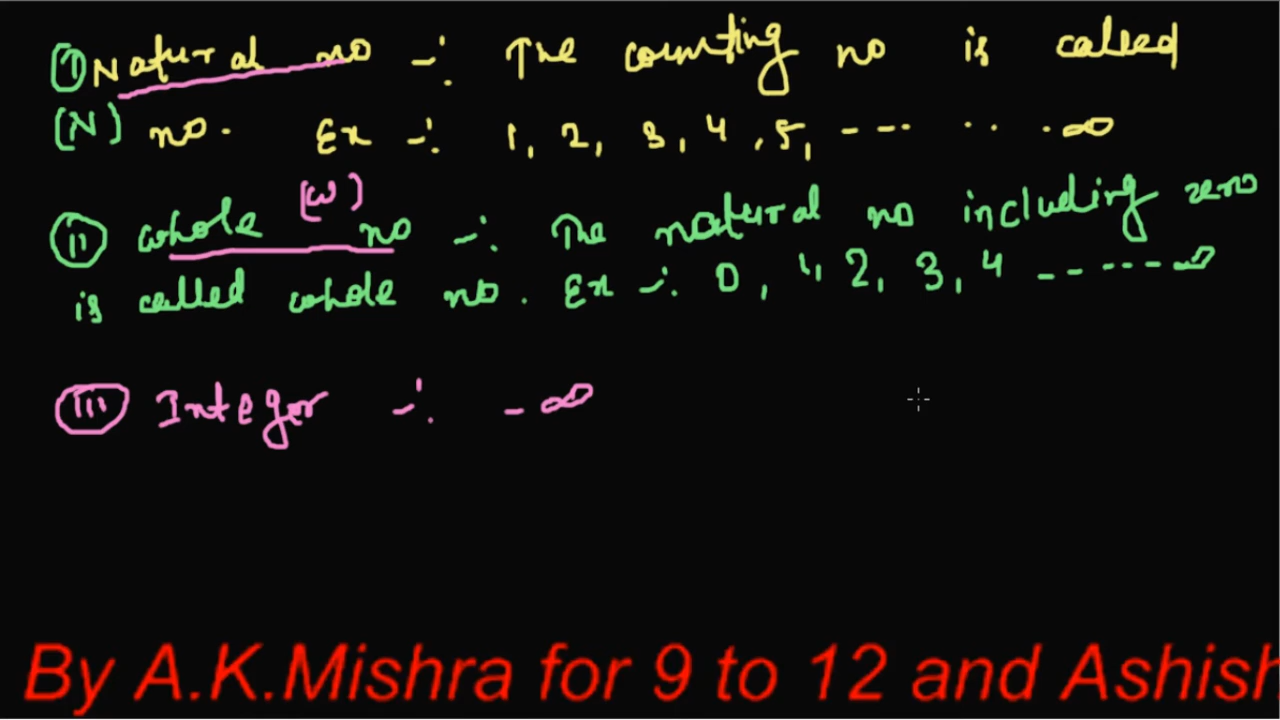 (i) Natural no -: The counting no is called
(N) no. Ex -: 1, 2, 3, 4, 5, ------∞
(W)
(ii) whole no -: The natural no including zero
is called whole no. Ex -: 0, 1, 2, 3, 4 ------∞
(iii) Integer -: -∞
By A.K.Mishra for 9 to 12 and Ashish